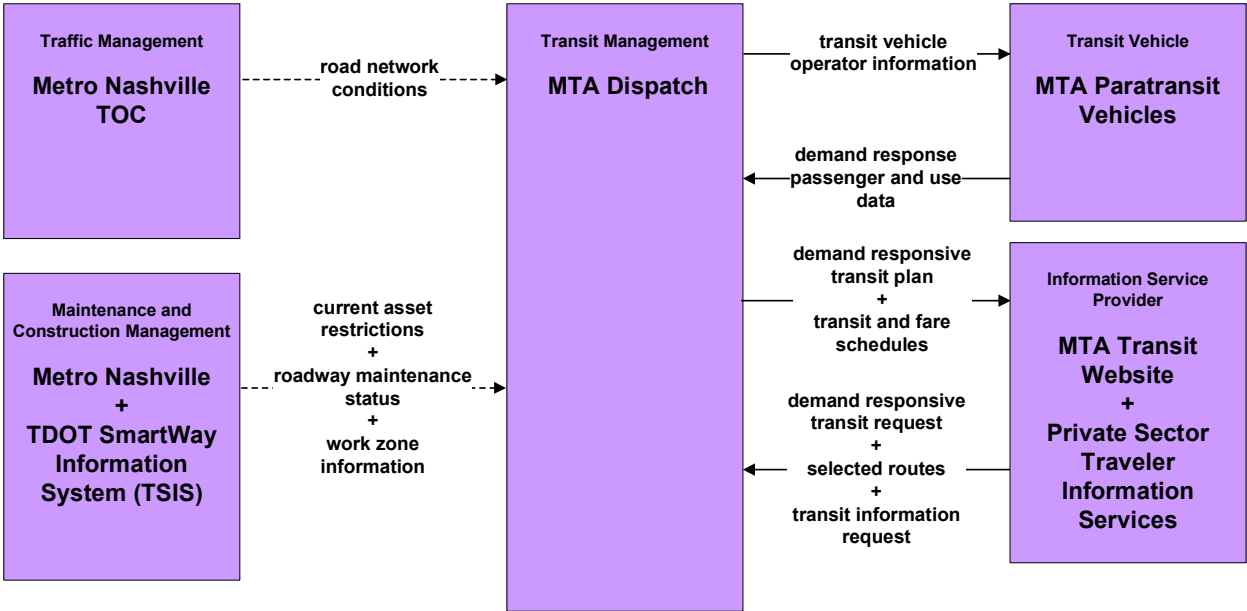 Traffic Management
Metro Nashville
TOC
road network
conditions
Transit Management
MTA Dispatch
transit vehicle
operator information
Transit Vehicle
MTA Paratransit
Vehicles
demand response
passenger and use
data
Maintenance and
Construction Management
Metro Nashville
+
TDOT SmartWay
Information
System (TSIS)
current asset
restrictions
+
roadway maintenance
status
+
work zone
information
demand responsive
transit plan
+
transit and fare
schedules
Information Service
Provider
MTA Transit
Website
+
Private Sector
Traveler
Information
Services
demand responsive
transit request
+
selected routes
+
transit information
request